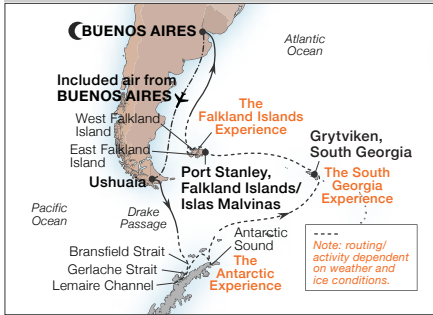 BUENOS AIRES
Atlantic
Ocean
Included air from
BUENOS AIRES
West Falkland
Island
The
Falkland Islands
Experience
East Falkland
Island
Grytviken,
South Georgia
Ushuaia
Port Stanley,
Falkland Islands/
Islas Malvinas
The South
Georgia
Experience
Pacific
Ocean
Drake
Passage
Antarctic
Sound
Bransfield Strait
Gerlache Strait
Lemaire Channel
The
Antarctic
Experience
Note: routing/
activity dependent
on weather and
ice conditions.